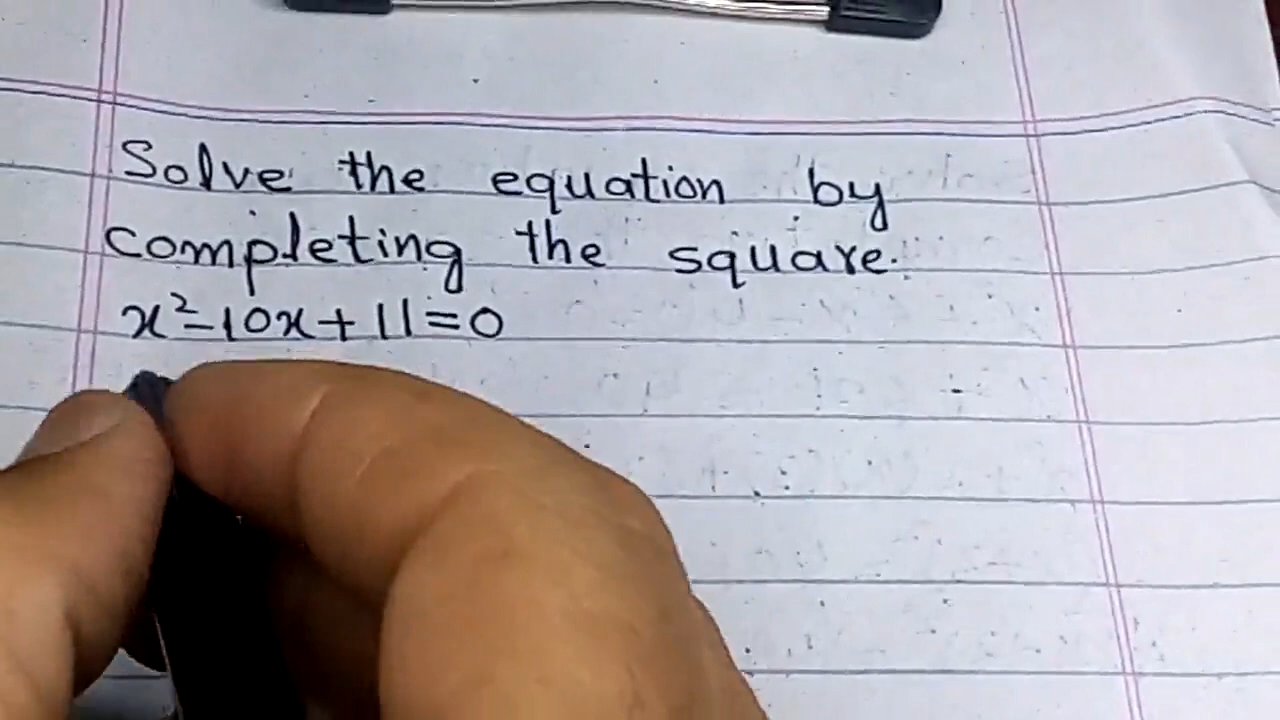 Solve the equation by
completing the square.
x²-10x+11=0